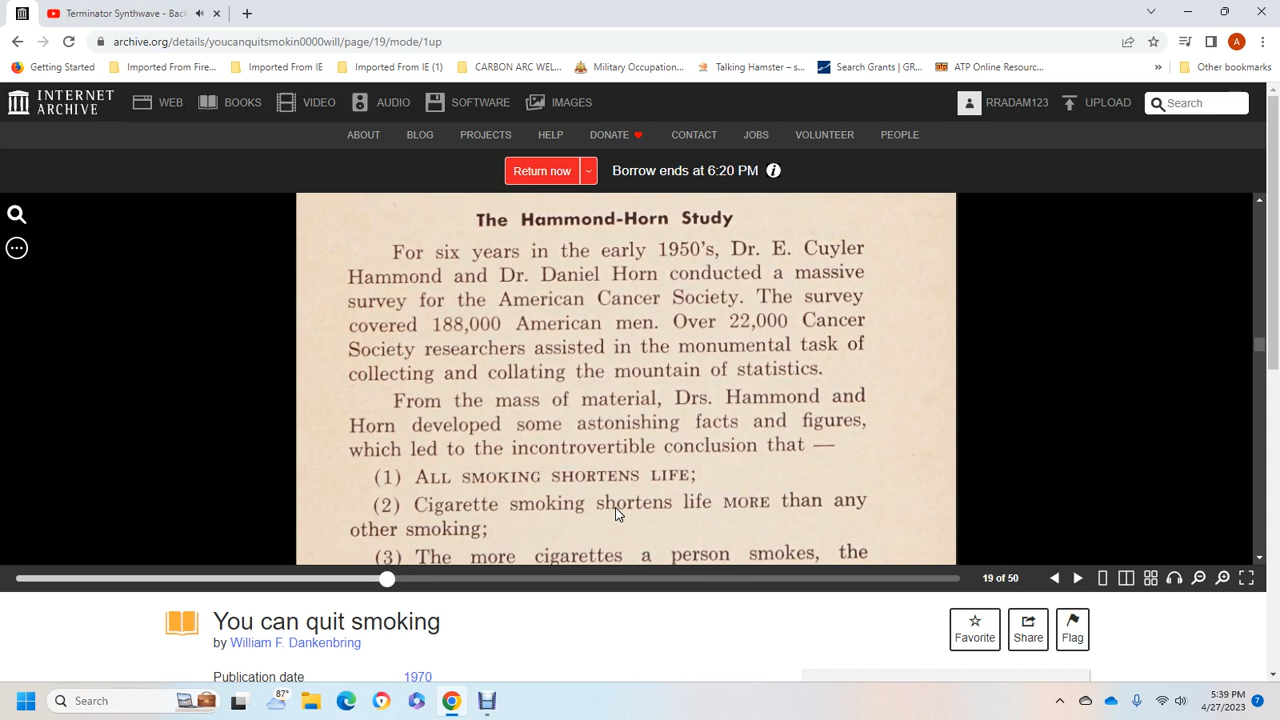 Terminator Synthwave - Bac
archive.org/details/youcanquitsmokin0000will/page/19/mode/1up
A
Getting Started
Imported From Fire...
Imported From IE
Imported From IE (1)
CARBON ARC WEL...
Military Occupation...
Talking Hamster – s...
Search Grants | GR...
ATP Online Resourc...
»
Other bookmarks
INTERNET
ARCHIVE
WEB
BOOKS
VIDEO
AUDIO
SOFTWARE
IMAGES
RRADAM123
UPLOAD
Search
ABOUT
BLOG
PROJECTS
HELP
DONATE
CONTACT
JOBS
VOLUNTEER
PEOPLE
Return now
Borrow ends at 6:20 PM
The Hammond-Horn Study
For six years in the early 1950's, Dr. E. Cuyler
Hammond and Dr. Daniel Horn conducted a massive
survey for the American Cancer Society. The survey
covered 188,000 American men. Over 22,000 Cancer
Society researchers assisted in the monumental task of
collecting and collating the mountain of statistics.
From the mass of material, Drs. Hammond and
Horn developed some astonishing facts and figures,
which led to the incontrovertible conclusion that —
(1) ALL SMOKING SHORTENS LIFE;
(2) Cigarette smoking shortens life MORE than any
other smoking;
(3) The more cigarettes a person smokes, the
19 of 50
You can quit smoking
by William F. Dankenbring
Favorite
Share
Flag
Publication date
1970
Search
87°
5:39 PM
4/27/2023
7